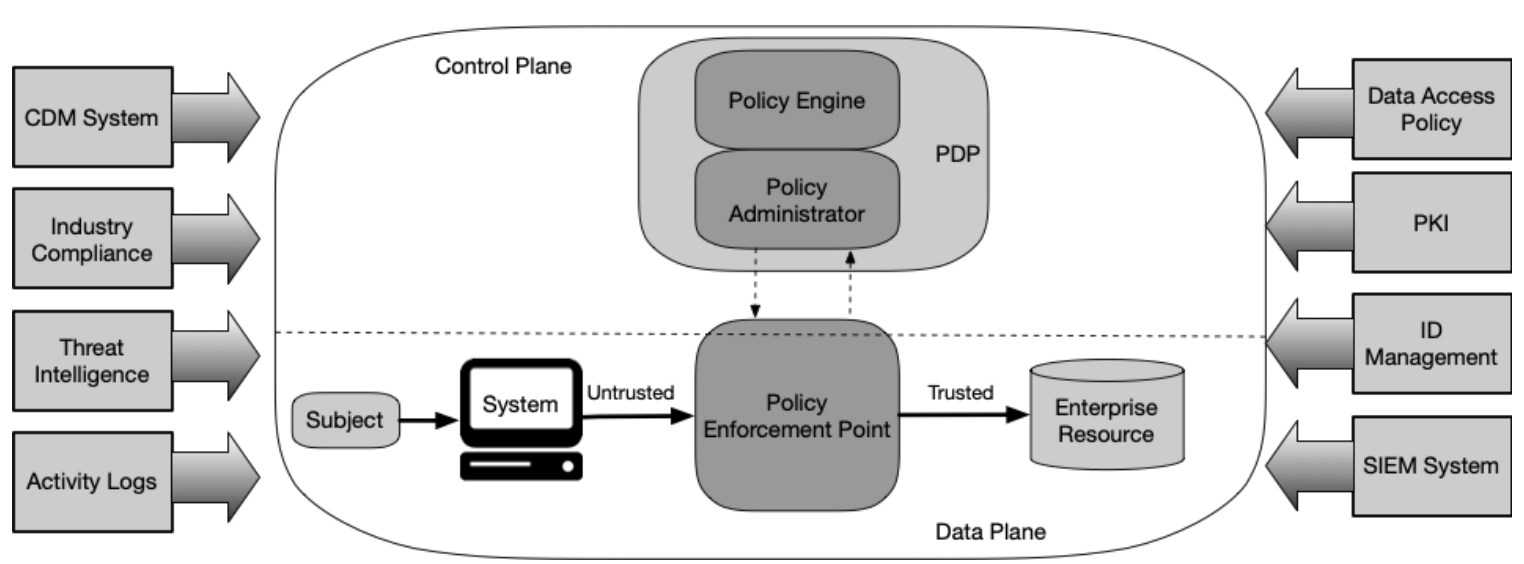 Control Plane
Policy Engine
PDP
Policy
Administrator
CDM System
Industry
Compliance
Threat
Intelligence
Activity Logs
Subject
System
Untrusted
Policy
Enforcement Point
Trusted
Enterprise
Resource
Data Plane
Data Access
Policy
PKI
ID
Management
SIEM System